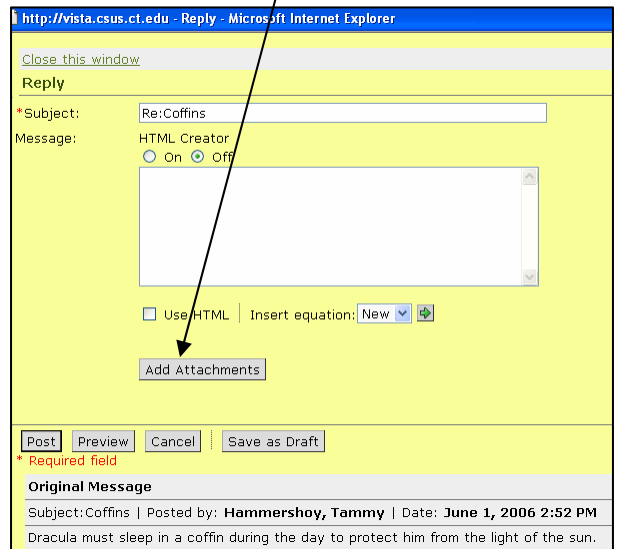 http://vista.csus.ct.edu - Reply - Microsoft Internet Explorer
Close this window
Reply
*Subject: Re:Coffins
Message: HTML Creator
On Off
Use HTML Insert equation: New
Add Attachments
Post Preview Cancel Save as Draft
* Required field
Original Message
Subject:Coffins | Posted by: Hammershoy, Tammy | Date: June 1, 2006 2:52 PM
Dracula must sleep in a coffin during the day to protect him from the light of the sun.